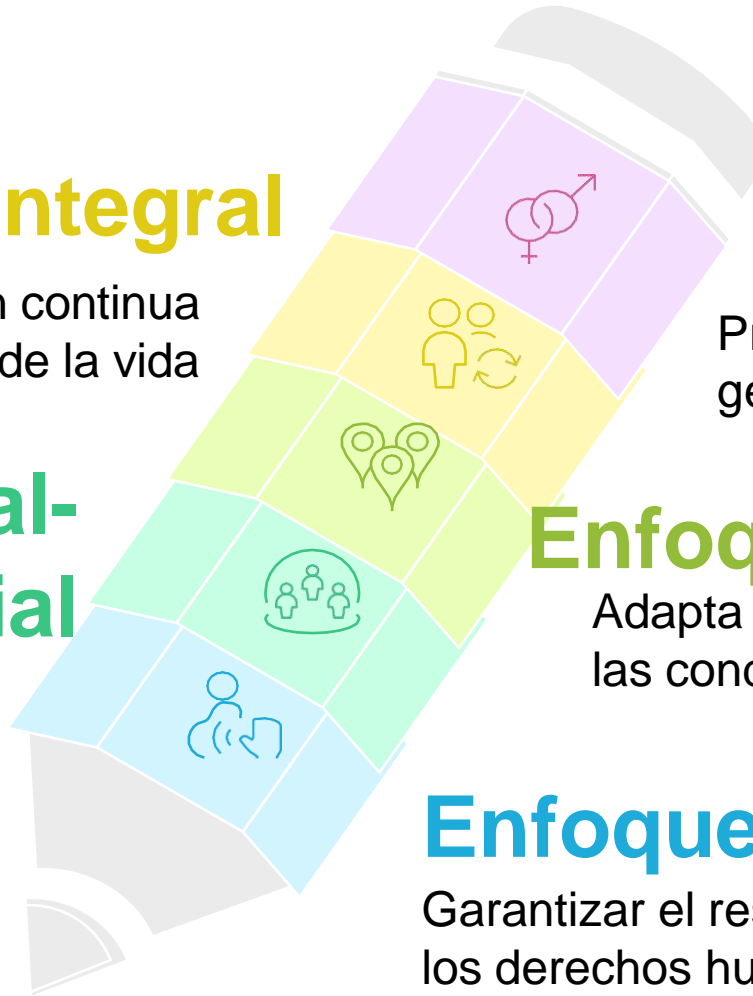 ntegral
n continua
de la vida
Pr
ge
al-
ial
Enfoq
Adapta
las cond
Enfoque
Garantizar el res
los derechos hu